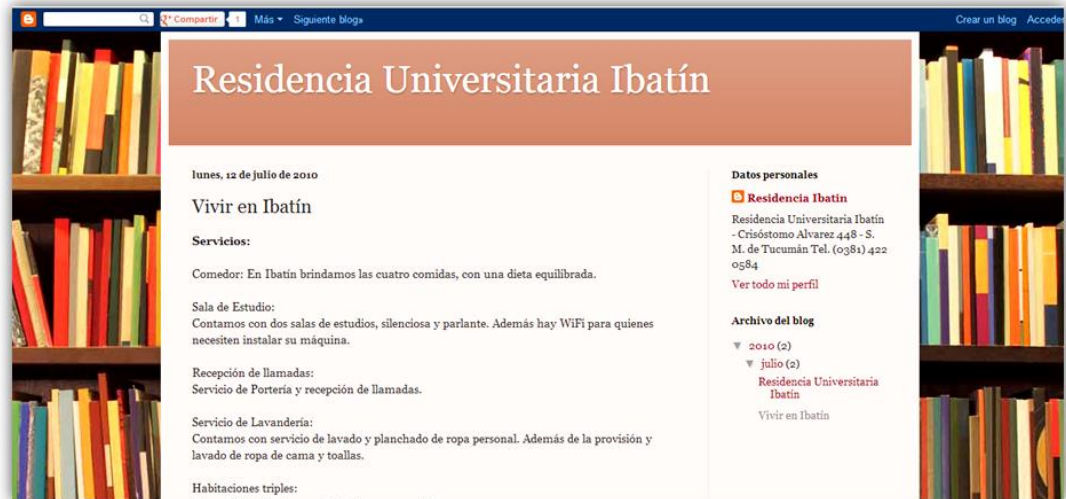 Compartir 1 Más Siguiente blog» Crear un blog Acceder
Residencia Universitaria Ibatín
lunes, 12 de julio de 2010
Vivir en Ibatín
Servicios:
Comedor: En Ibatín brindamos las cuatro comidas, con una dieta equilibrada.
Sala de Estudio:
Contamos con dos salas de estudios, silenciosa y parlante. Además hay WiFi para quienes
necesiten instalar su máquina.
Recepción de llamadas:
Servicio de Portería y recepción de llamadas.
Servicio de Lavandería:
Contamos con servicio de lavado y planchado de ropa personal. Además de la provisión y
lavado de ropa de cama y toallas.
Habitaciones triples:
Datos personales
Residencia Ibatin
Residencia Universitaria Ibatín
- Crisóstomo Alvarez 448 - S.
M. de Tucumán Tel. (0381) 422
0584
Ver todo mi perfil
Archivo del blog
▼ 2010 (2)
▼ julio (2)
Residencia Universitaria
Ibatín
Vivir en Ibatín